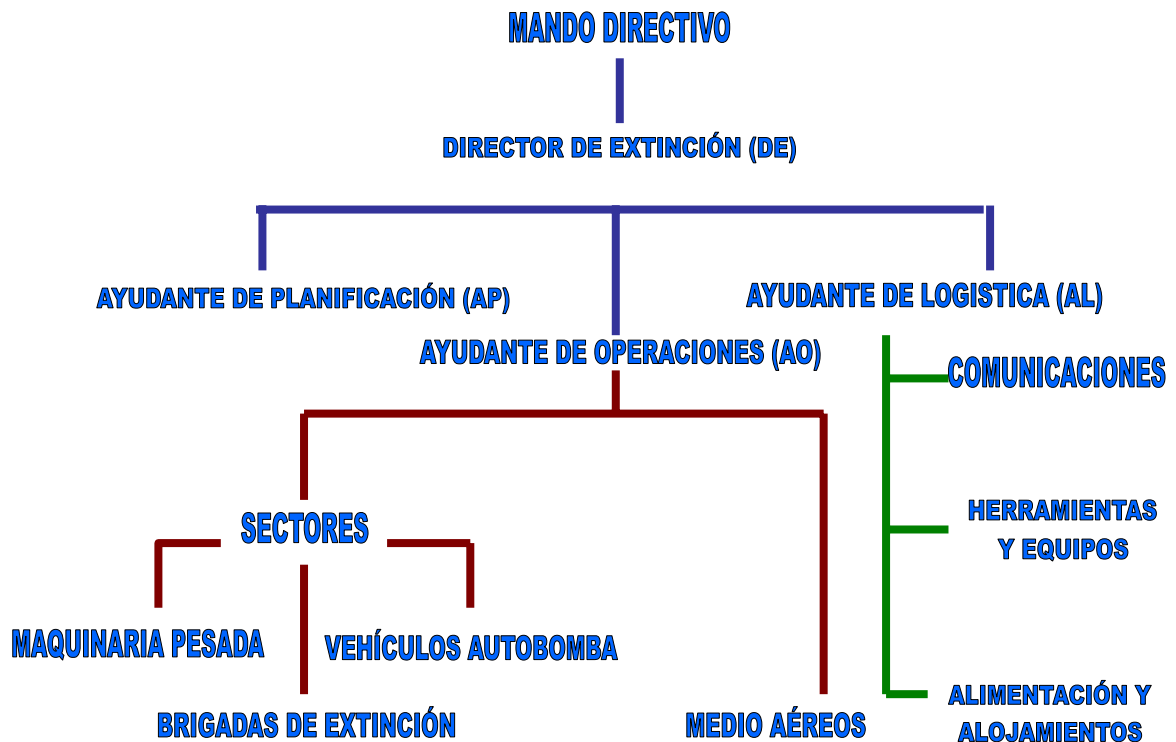 MANDO DIRECTIVO
DIRECTOR DE EXTINCIÓN (DE)
AYUDANTE DE PLANIFICACIÓN (AP)
AYUDANTE DE LOGISTICA (AL)
AYUDANTE DE OPERACIONES (AO)
COMUNICACIONES
HERRAMIENTAS
Y EQUIPOS
SECTORES
MAQUINARIA PESADA
VEHÍCULOS AUTOBOMBA
BRIGADAS DE EXTINCIÓN
MEDIO AÉREOS
ALIMENTACIÓN Y
ALOJAMIENTOS